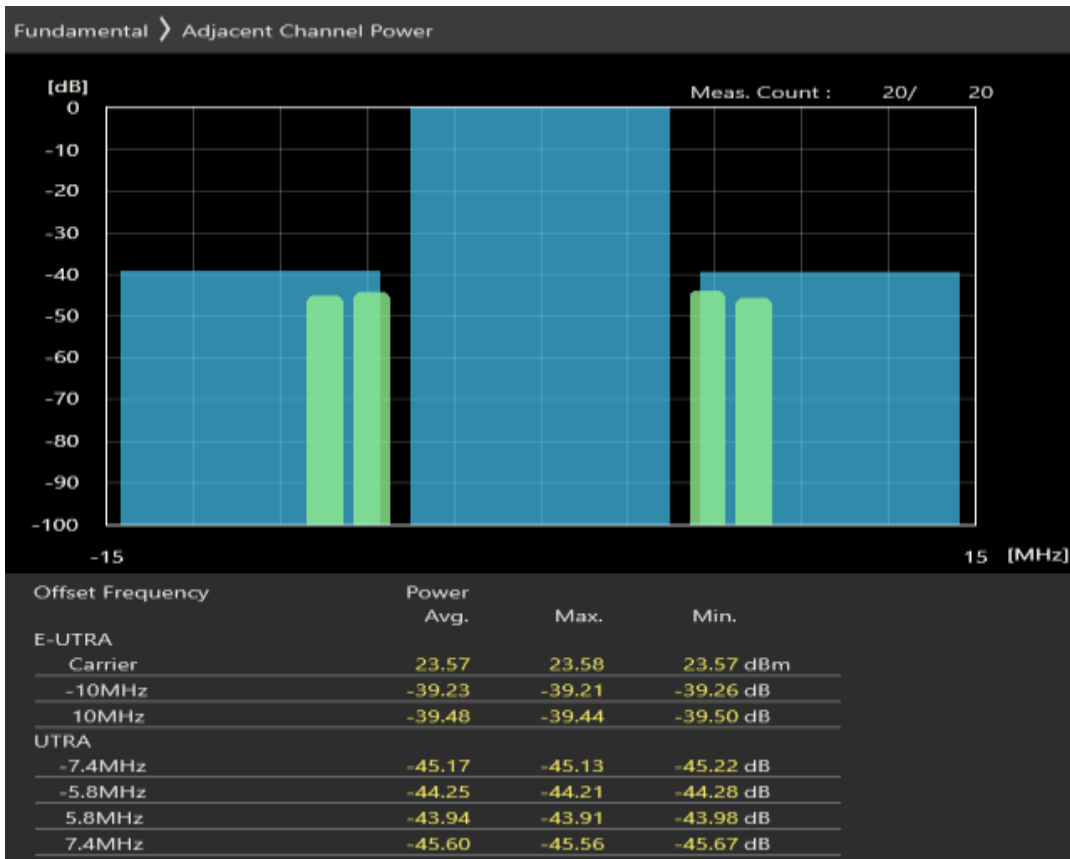 Fundamental 〉 Adjacent Channel Power
[dB]
Meas. Count : 20/ 20
0
-10
-20
-30
-40
-50
-60
-70
-80
-90
-100
-15 15 [MHz]
Offset Frequency Power
Avg. Max. Min.
E-UTRA
Carrier 23.57 23.58 23.57 dBm
-10MHz -39.23 -39.21 -39.26 dB
10MHz -39.48 -39.44 -39.50 dB
UTRA
-7.4MHz -45.17 -45.13 -45.22 dB
-5.8MHz -44.25 -44.21 -44.28 dB
5.8MHz -43.94 -43.91 -43.98 dB
7.4MHz -45.60 -45.56 -45.67 dB